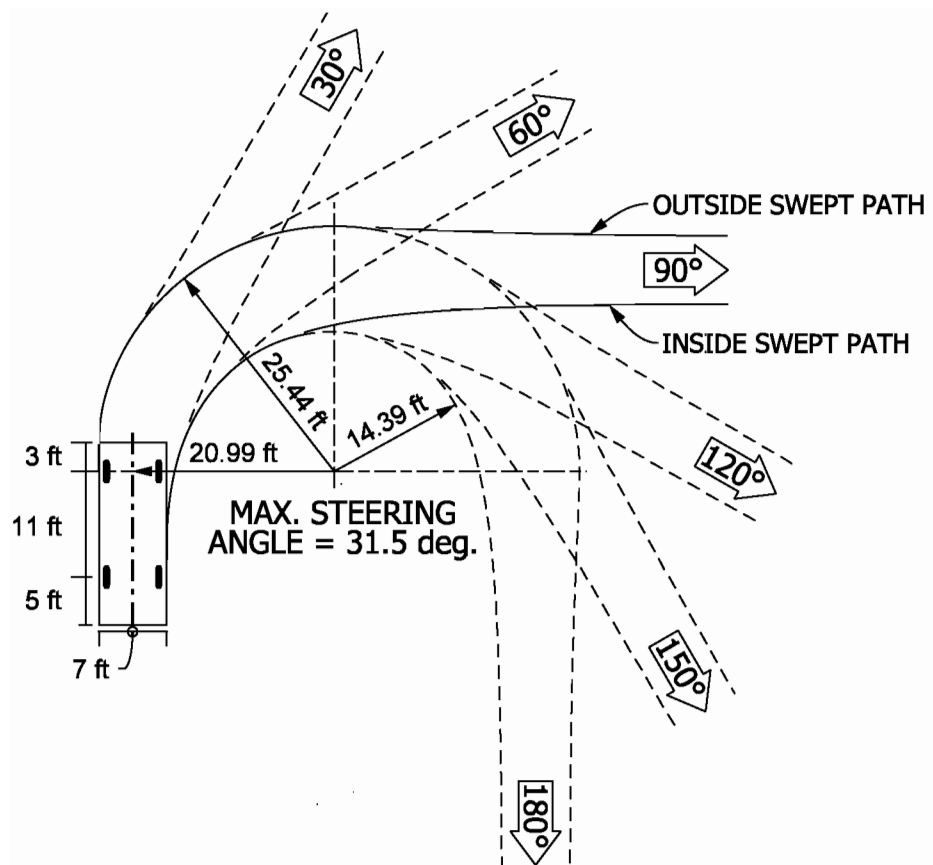 30°
60°
OUTSIDE SWEPT PATH
90°
INSIDE SWEPT PATH
25.44 ft
14.39 ft
3 ft
20.99 ft
120°
MAX. STEERING
ANGLE = 31.5 deg.
11 ft
5 ft
7 ft
150°
180°